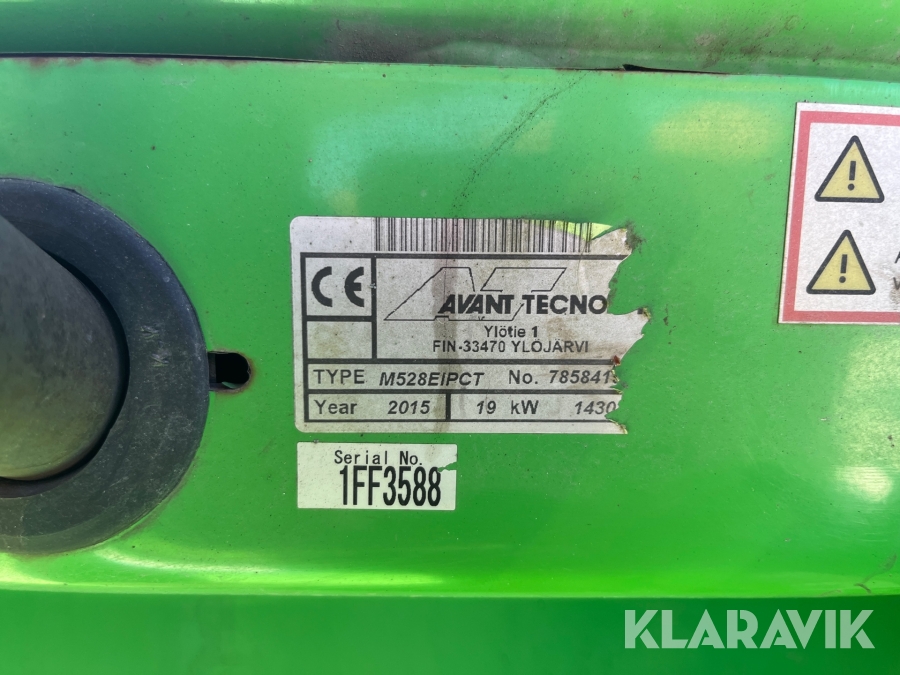 CE
AT
AVANT TECNO
Ylötie 1
FIN-33470 YLÖJÄRVI
TYPE M528EIPCT No. 785841
Year 2015 19 kW 1430
Serial No.
1FF3588
KLARAVIK